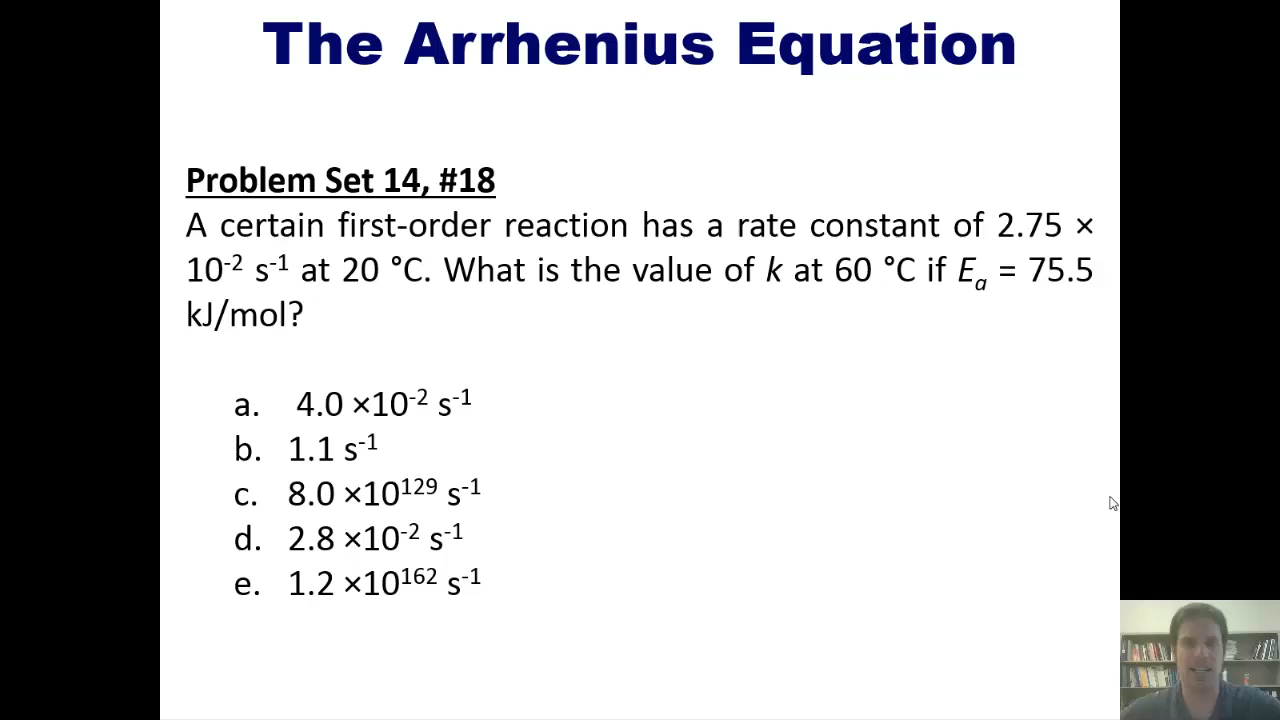 The Arrhenius Equation
Problem Set 14, #18
A certain first-order reaction has a rate constant of 2.75 ×
10⁻² s⁻¹ at 20 °C. What is the value of k at 60 °C if Eₐ = 75.5
kJ/mol?
a. 4.0 ×10⁻² s⁻¹
b. 1.1 s⁻¹
c. 8.0 ×10¹²⁹ s⁻¹
d. 2.8 ×10⁻² s⁻¹
e. 1.2 ×10¹⁶² s⁻¹